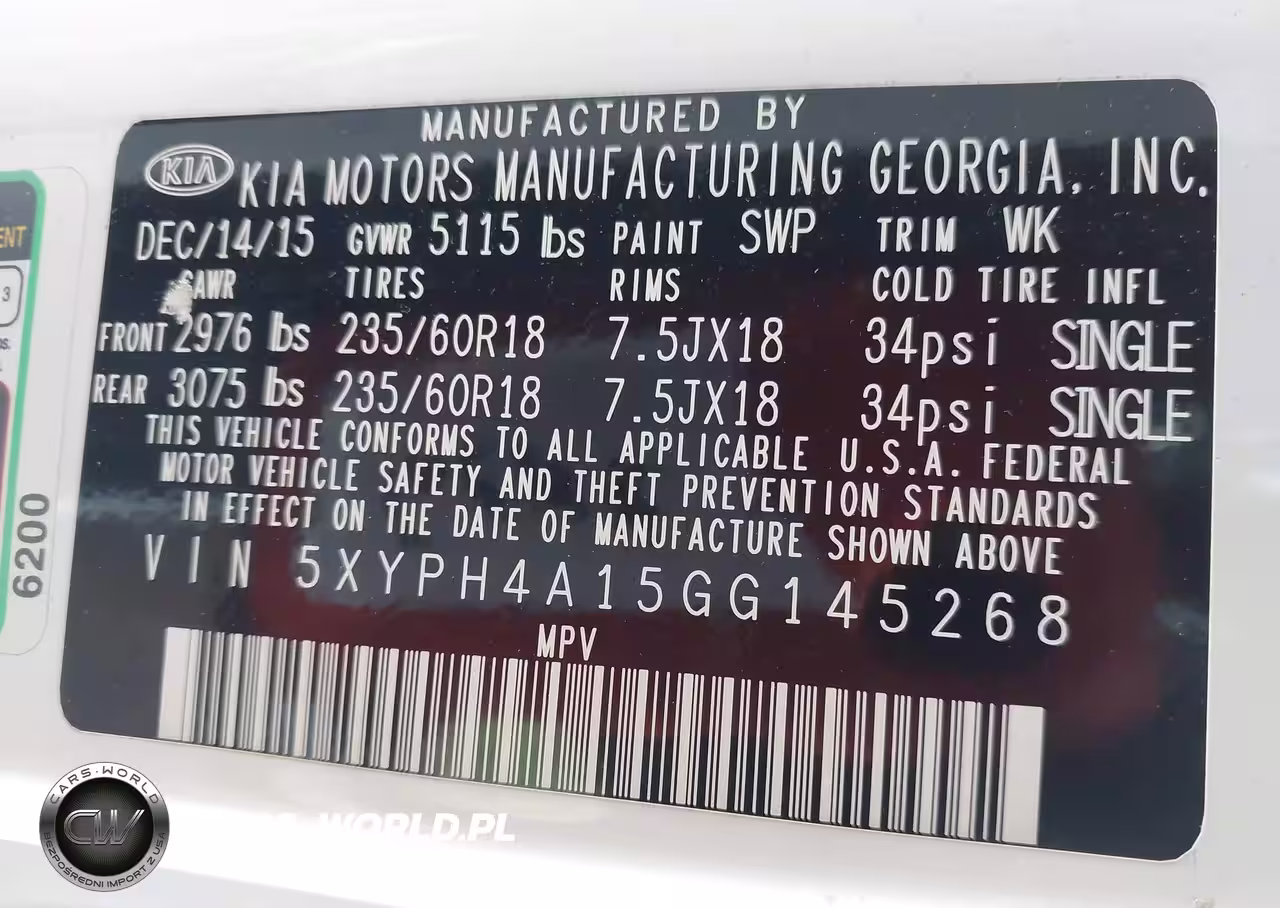 MANUFACTURED BY
KIA KIA MOTORS MANUFACTURING GEORGIA, INC.
DEC/14/15 GVWR 5115 lbs PAINT SWP TRIM WK
GAWR TIRES RIMS COLD TIRE INFL
FRONT 2976 lbs 235/60R18 7.5JX18 34psi SINGLE
REAR 3075 lbs 235/60R18 7.5JX18 34psi SINGLE
THIS VEHICLE CONFORMS TO ALL APPLICABLE U.S.A. FEDERAL
MOTOR VEHICLE SAFETY AND THEFT PREVENTION STANDARDS
IN EFFECT ON THE DATE OF MANUFACTURE SHOWN ABOVE
VIN 5XYPH4A15GG145268
MPV
3
6200
CARS·WORLD
CW
BEZPOŚREDNI IMPORT Z USA
WORLD.PL